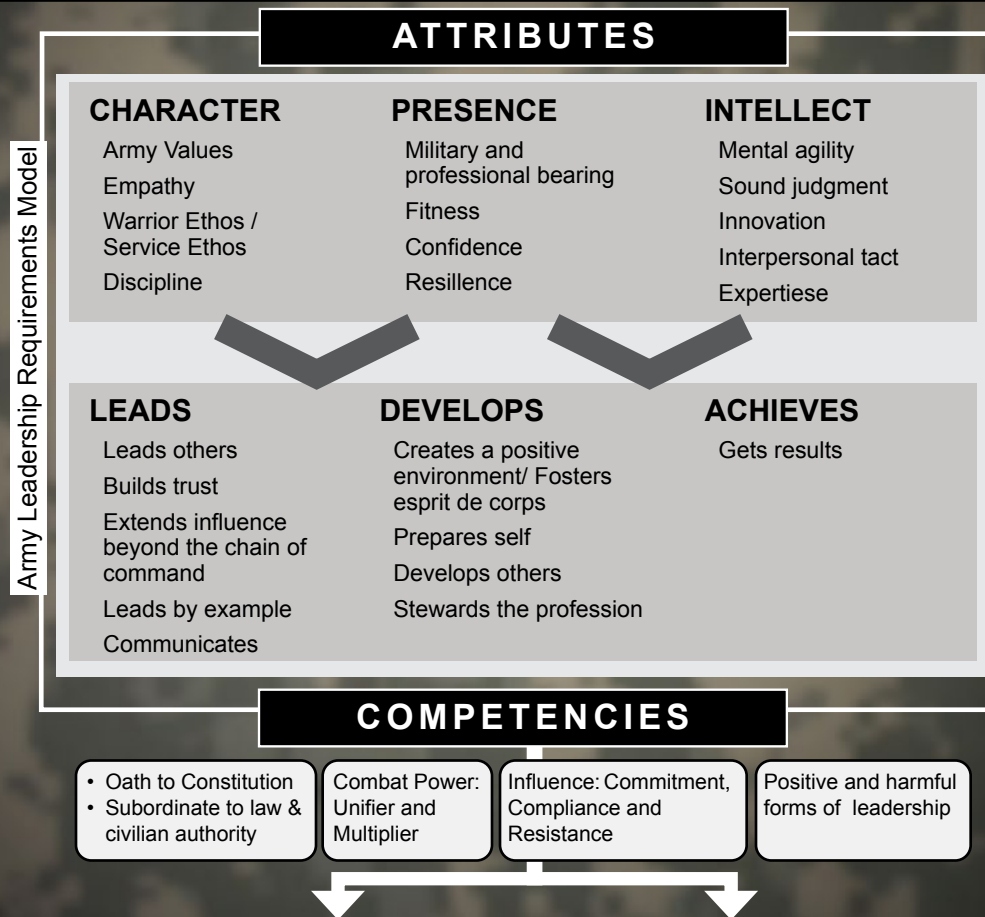 ATTRIBUTES
Army Leadership Requirements Model
CHARACTER
Army Values
Empathy
Warrior Ethos /
Service Ethos
Discipline
PRESENCE
Military and
professional bearing
Fitness
Confidence
Resillence
INTELLECT
Mental agility
Sound judgment
Innovation
Interpersonal tact
Expertiese
LEADS
Leads others
Builds trust
Extends influence
beyond the chain of
command
Leads by example
Communicates
DEVELOPS
Creates a positive
environment/ Fosters
esprit de corps
Prepares self
Develops others
Stewards the profession
ACHIEVES
Gets results
COMPETENCIES
• Oath to Constitution
• Subordinate to law &
civilian authority
Combat Power:
Unifier and
Multiplier
Influence: Commitment,
Compliance and
Resistance
Positive and harmful
forms of leadership